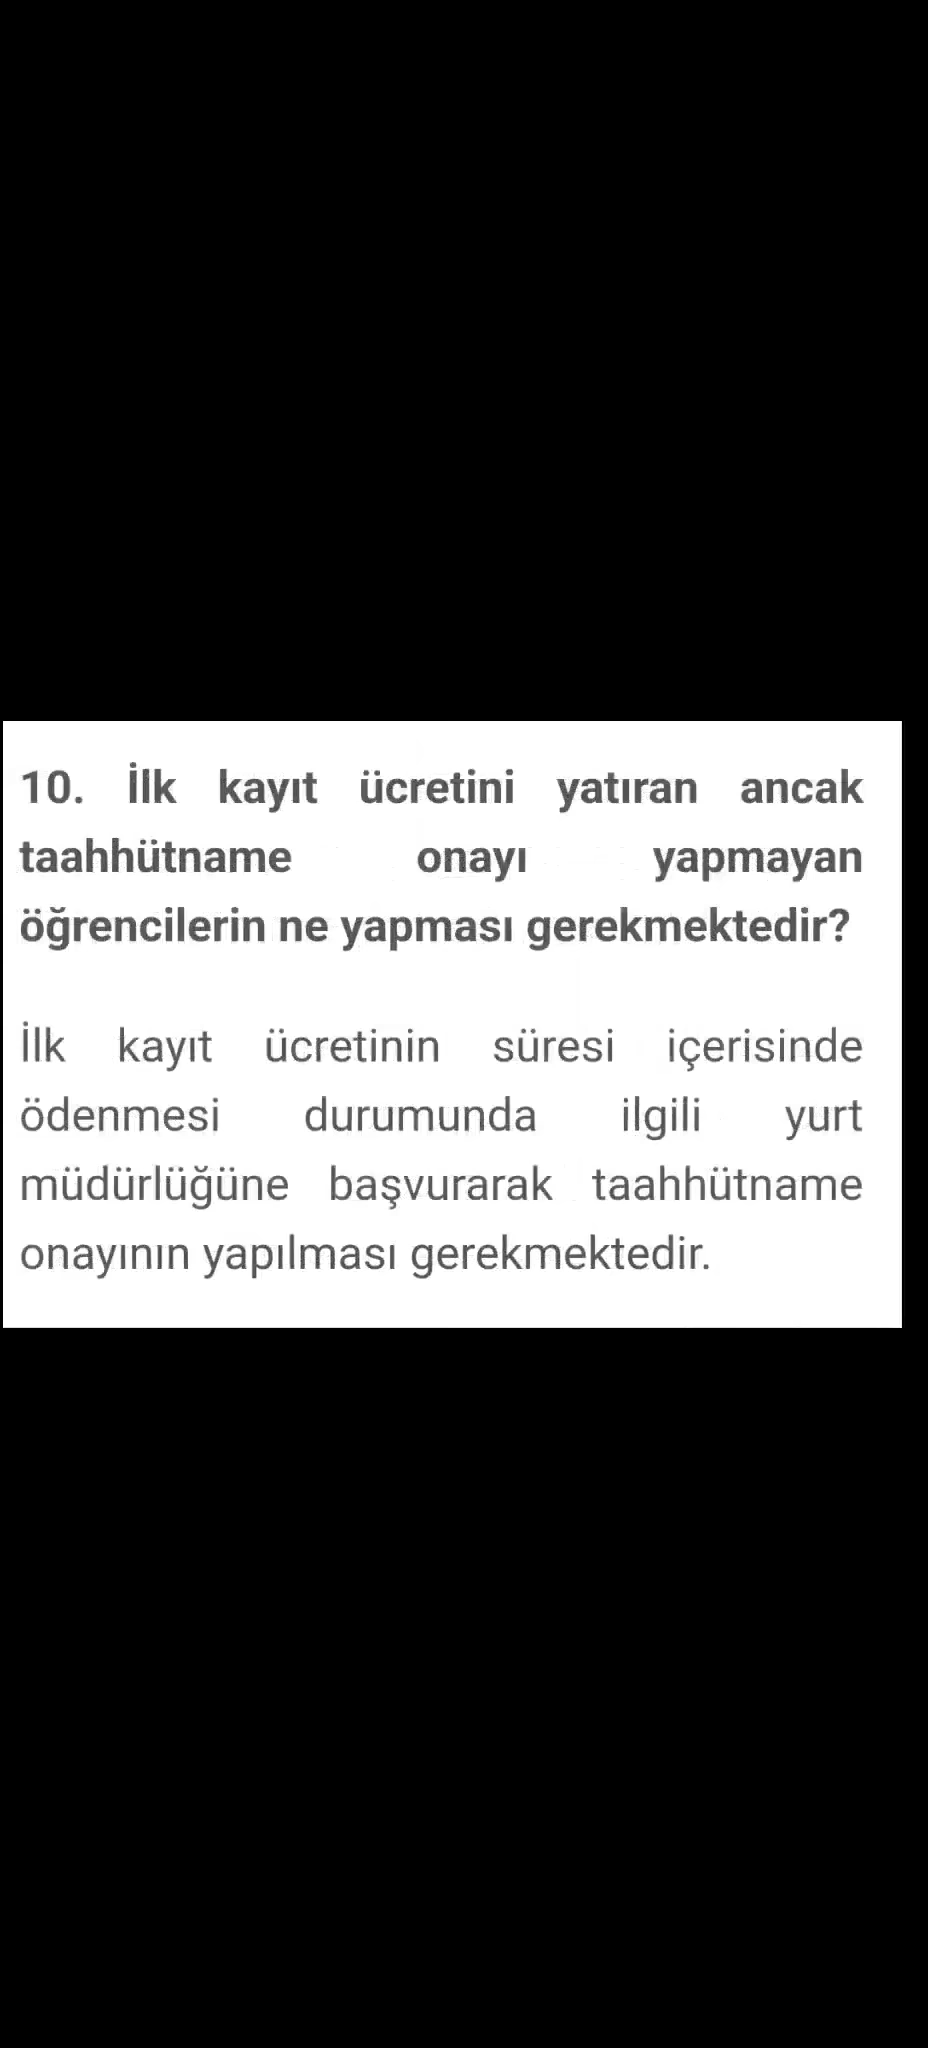 10. İlk kayıt ücretini yatıran ancak
taahhütname onayı yapmayan
öğrencilerin ne yapması gerekmektedir?
İlk kayıt ücretinin süresi içerisinde
ödenmesi durumunda ilgili yurt
müdürlüğüne başvurarak taahhütname
onayının yapılması gerekmektedir.